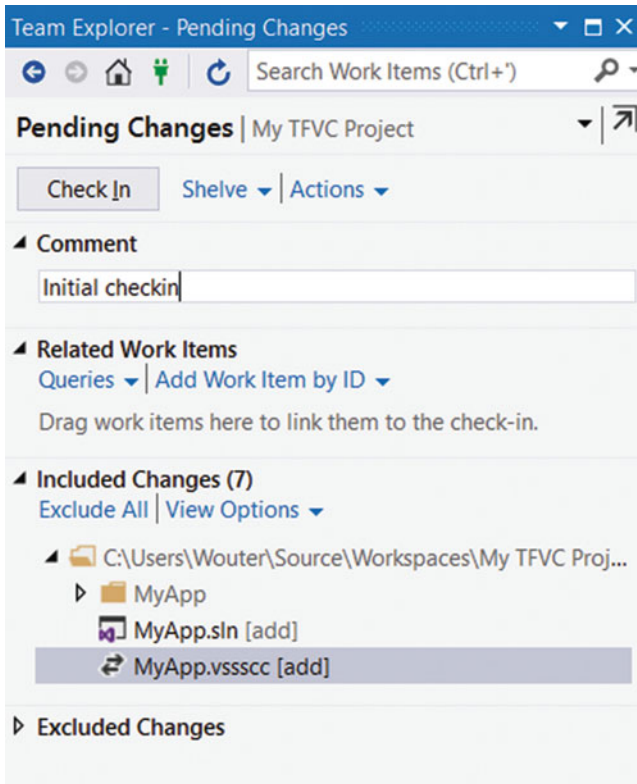 Team Explorer - Pending Changes
Search Work Items (Ctrl+')
Pending Changes | My TFVC Project
Check In Shelve Actions
Comment
Initial checkin
Related Work Items
Queries Add Work Item by ID
Drag work items here to link them to the check-in.
Included Changes (7)
Exclude All View Options
C:\Users\Wouter\Source\Workspaces\My TFVC Proj...
MyApp
MyApp.sln [add]
MyApp.vssscc [add]
Excluded Changes